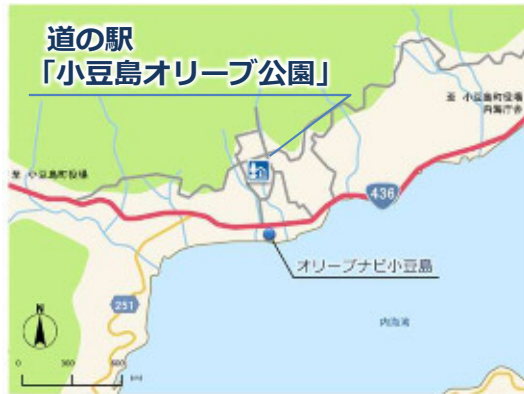 道の駅
「小豆島オリーブ公園」
至 小豆島町役場
内海庁舎
至 小豆島町役場
436
オリーブナビ小豆島
251
内海湾
N
0 300 600